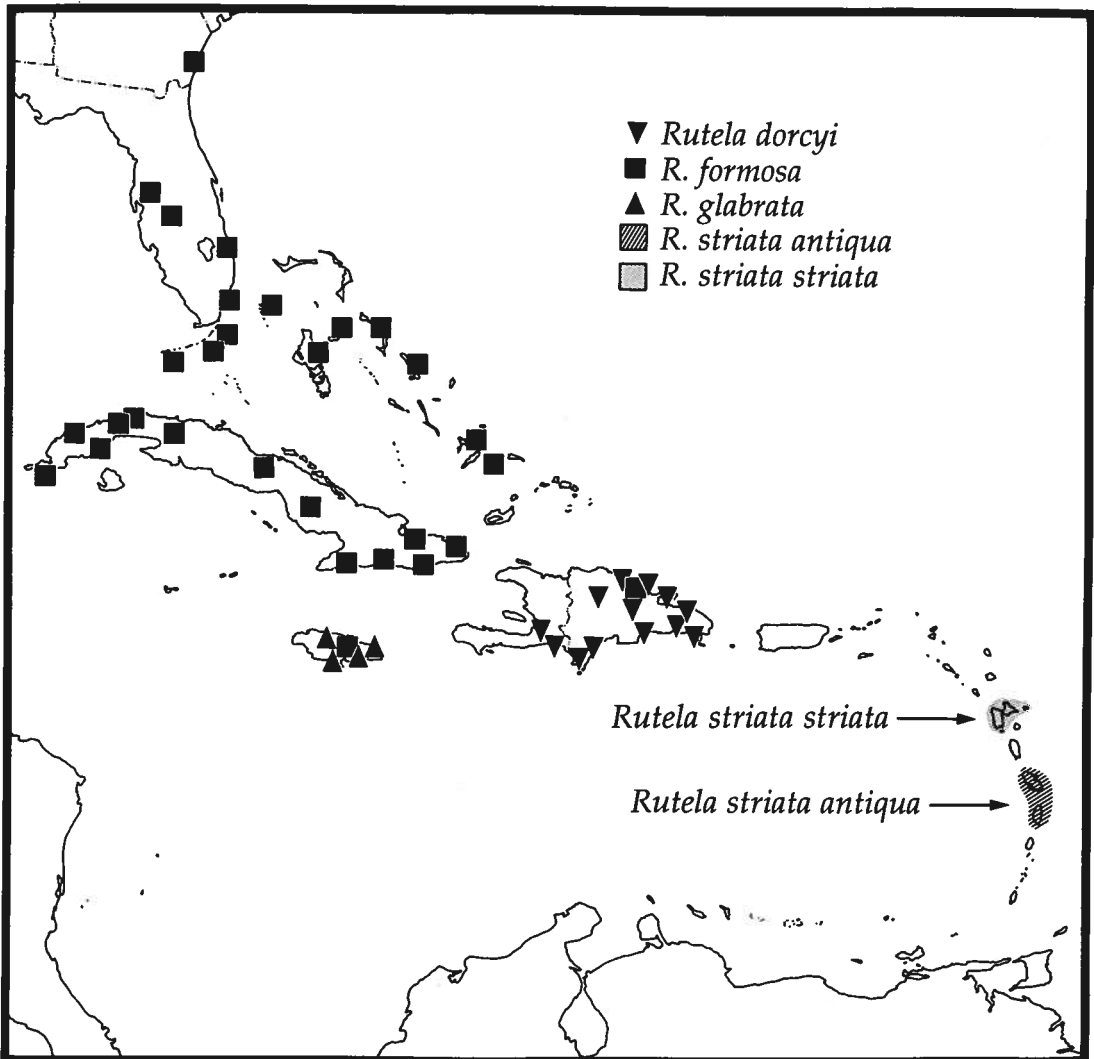 Rutela dorcyi
R. formosa
R. glabrata
R. striata antiqua
R. striata striata
Rutela striata striata
Rutela striata antiqua